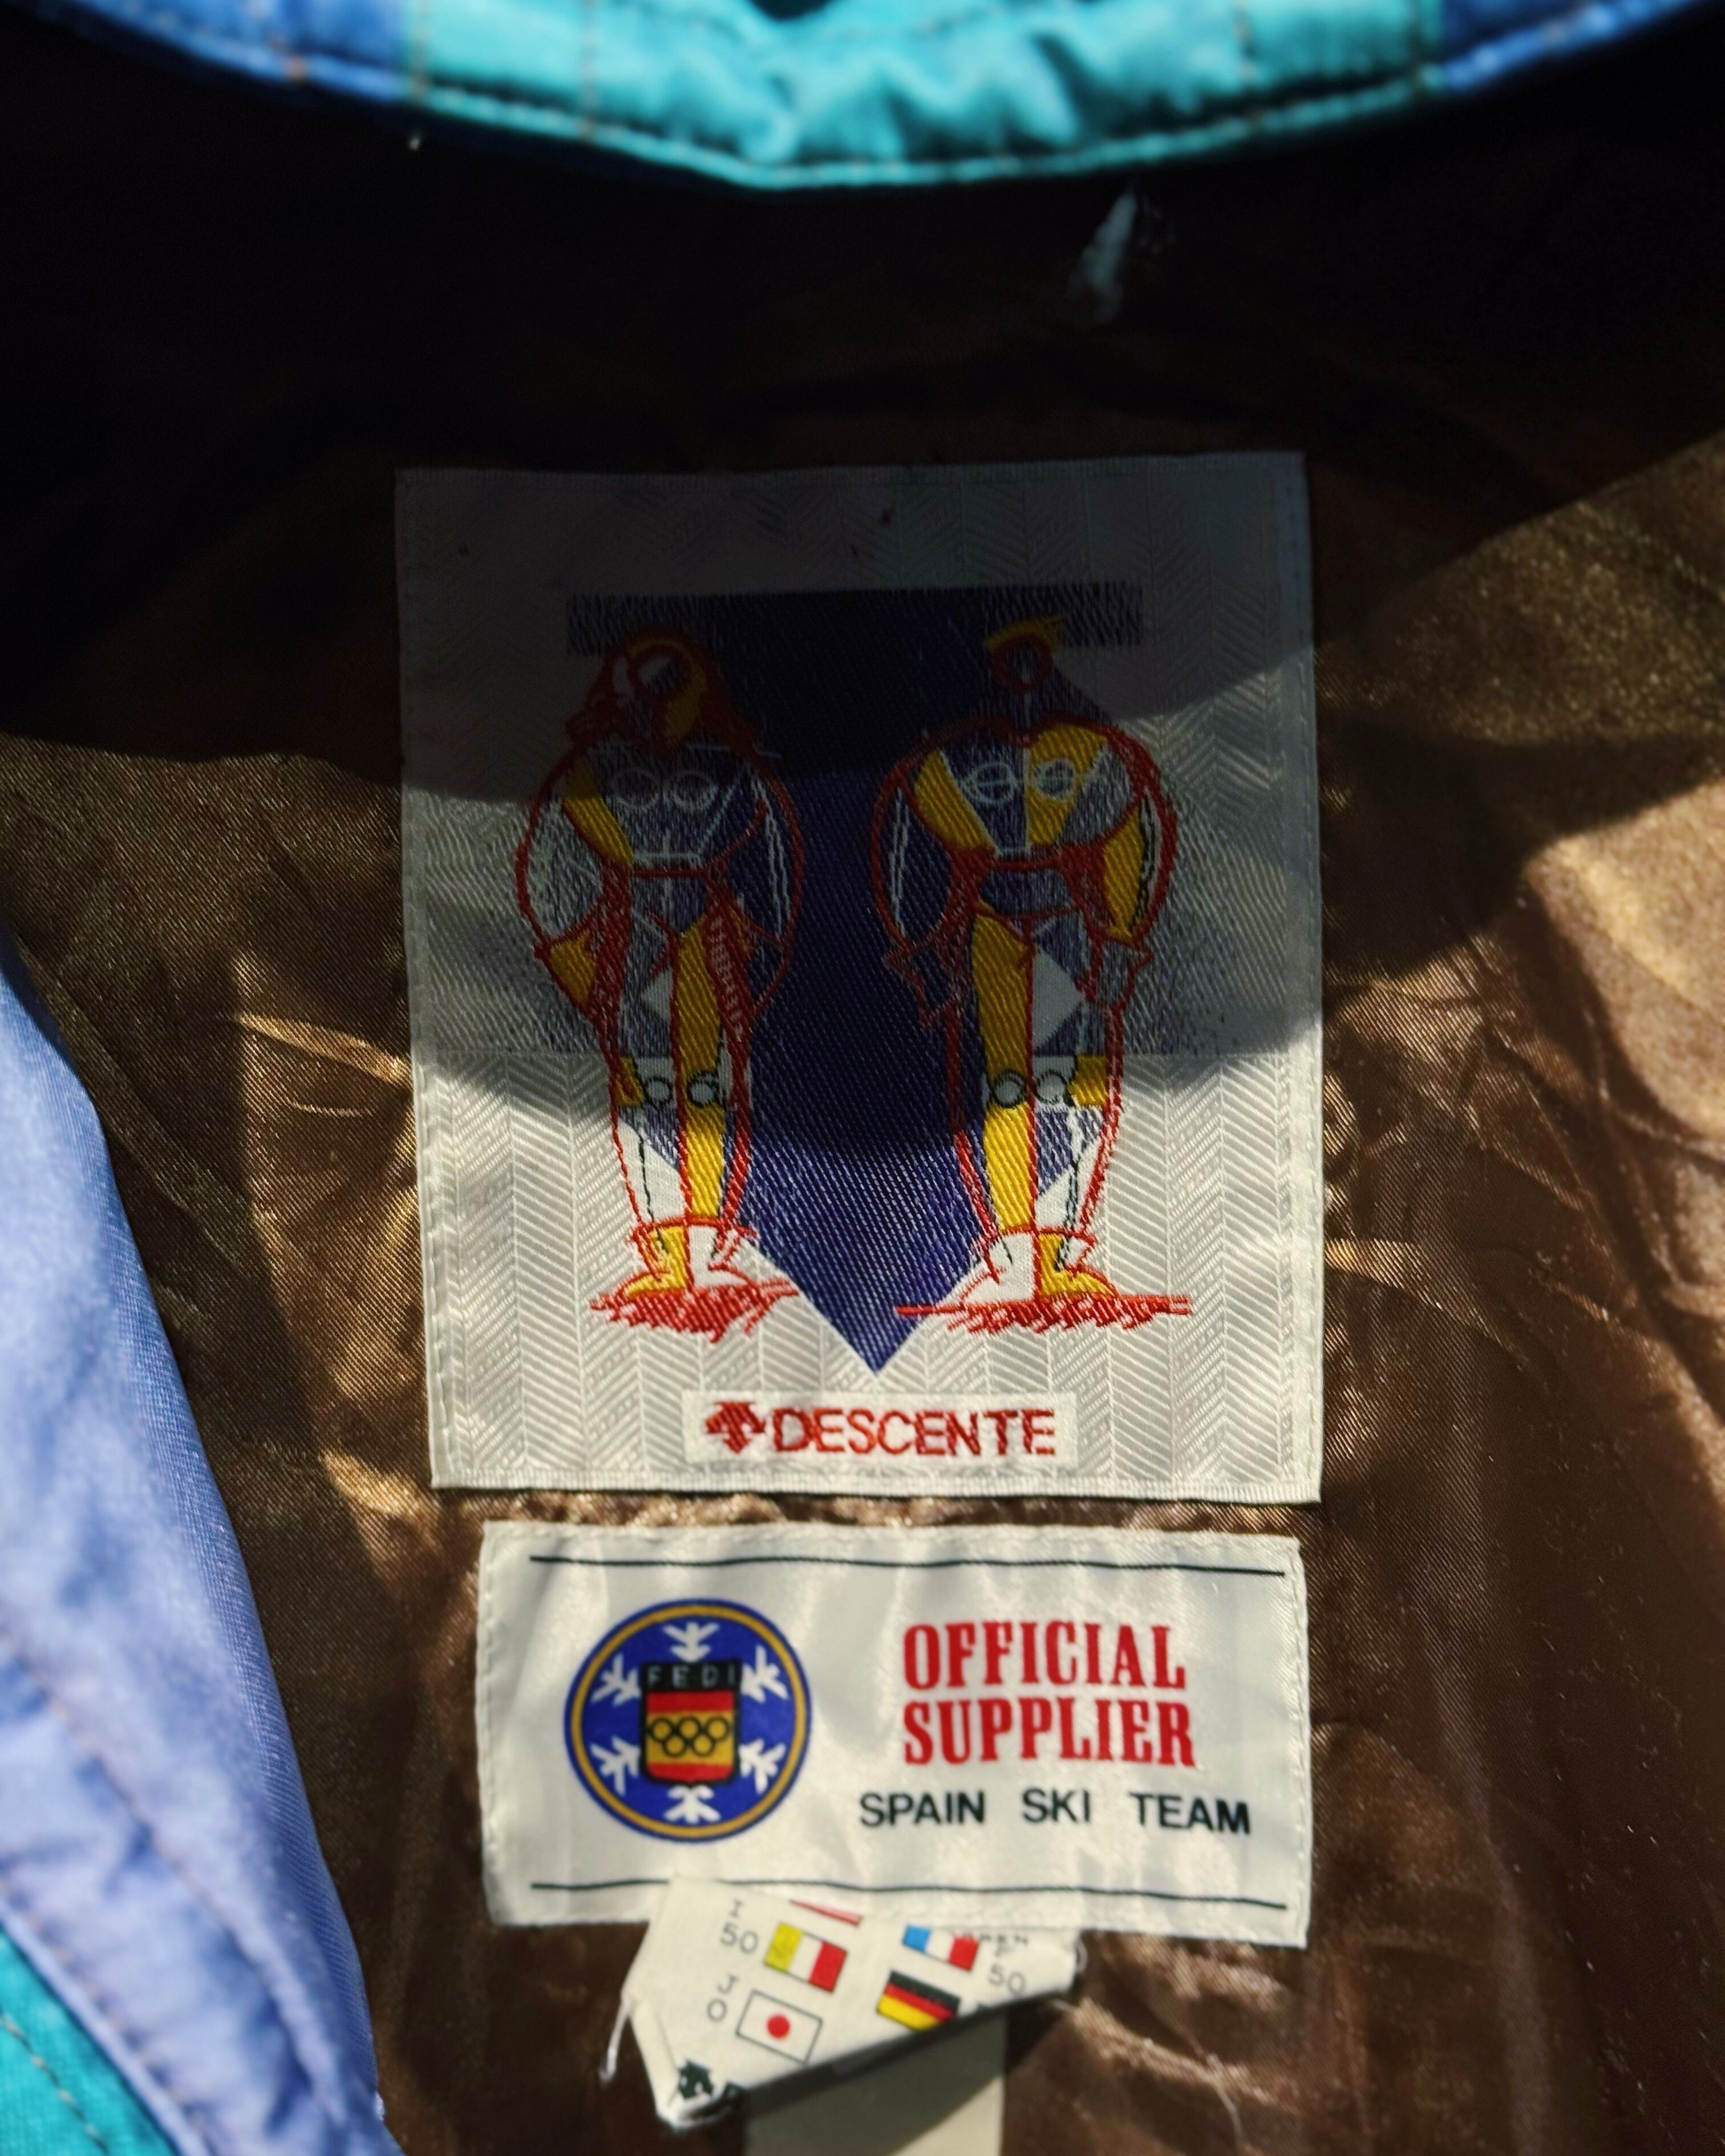 DESCENTE
FEDI
OFFICIAL
SUPPLIER
SPAIN SKI TEAM
I
50
F
50
J
O